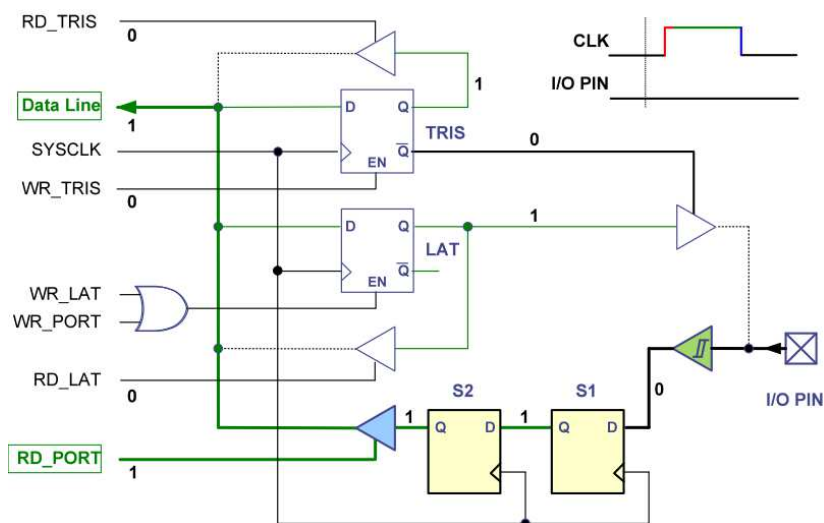 RD_TRIS
0
CLK
I/O PIN
1
Data Line
1
D
Q
TRIS
SYSCLK
Q
0
EN
WR_TRIS
0
D
Q
1
LAT
Q
EN
WR_LAT
WR_PORT
RD_LAT
0
S2
S1
0
I/O PIN
1
Q
D
1
Q
D
RD_PORT
1